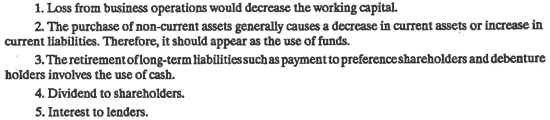 1. Loss from business operations would decrease the working capital.
2. The purchase of non-current assets generally causes a decrease in current assets or increase in
current liabilities. Therefore, it should appear as the use of funds.
3. The retirement of long-term liabilities such as payment to preference shareholders and debenture
holders involves the use of cash.
4. Dividend to shareholders.
5. Interest to lenders.